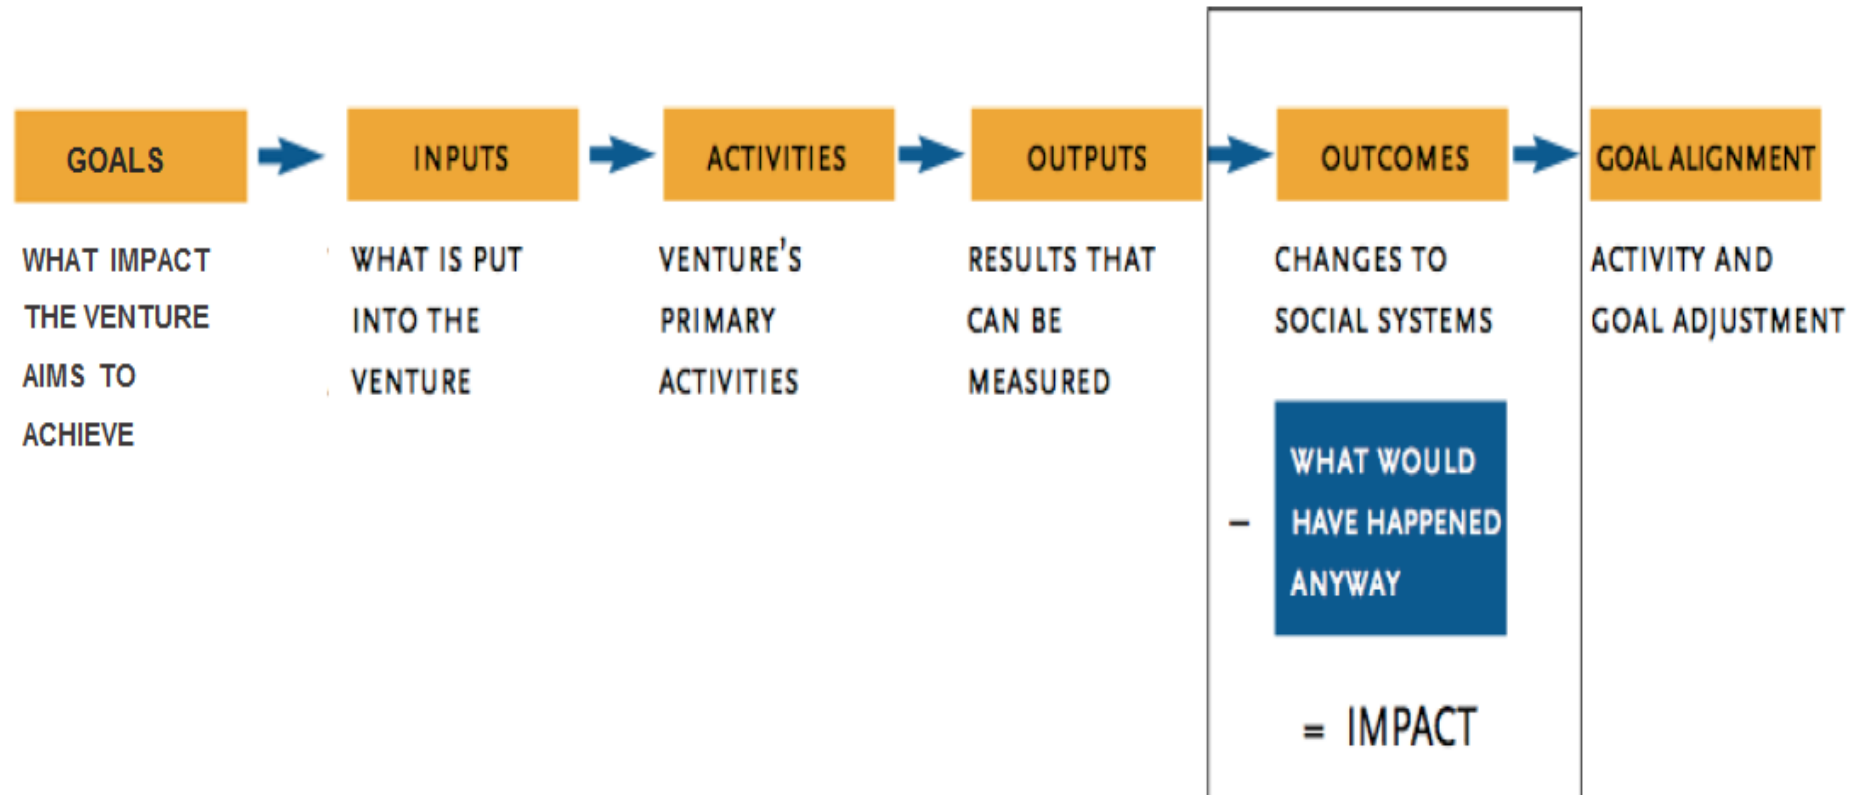 GOALS
WHAT IMPACT
THE VENTURE
AIMS TO
ACHIEVE
INPUTS
WHAT IS PUT
INTO THE
VENTURE
ACTIVITIES
VENTURE'S
PRIMARY
ACTIVITIES
OUTPUTS
RESULTS THAT
CAN BE
MEASURED
OUTCOMES
CHANGES TO
SOCIAL SYSTEMS
–
WHAT WOULD
HAVE HAPPENED
ANYWAY
= IMPACT
GOAL ALIGNMENT
ACTIVITY AND
GOAL ADJUSTMENT